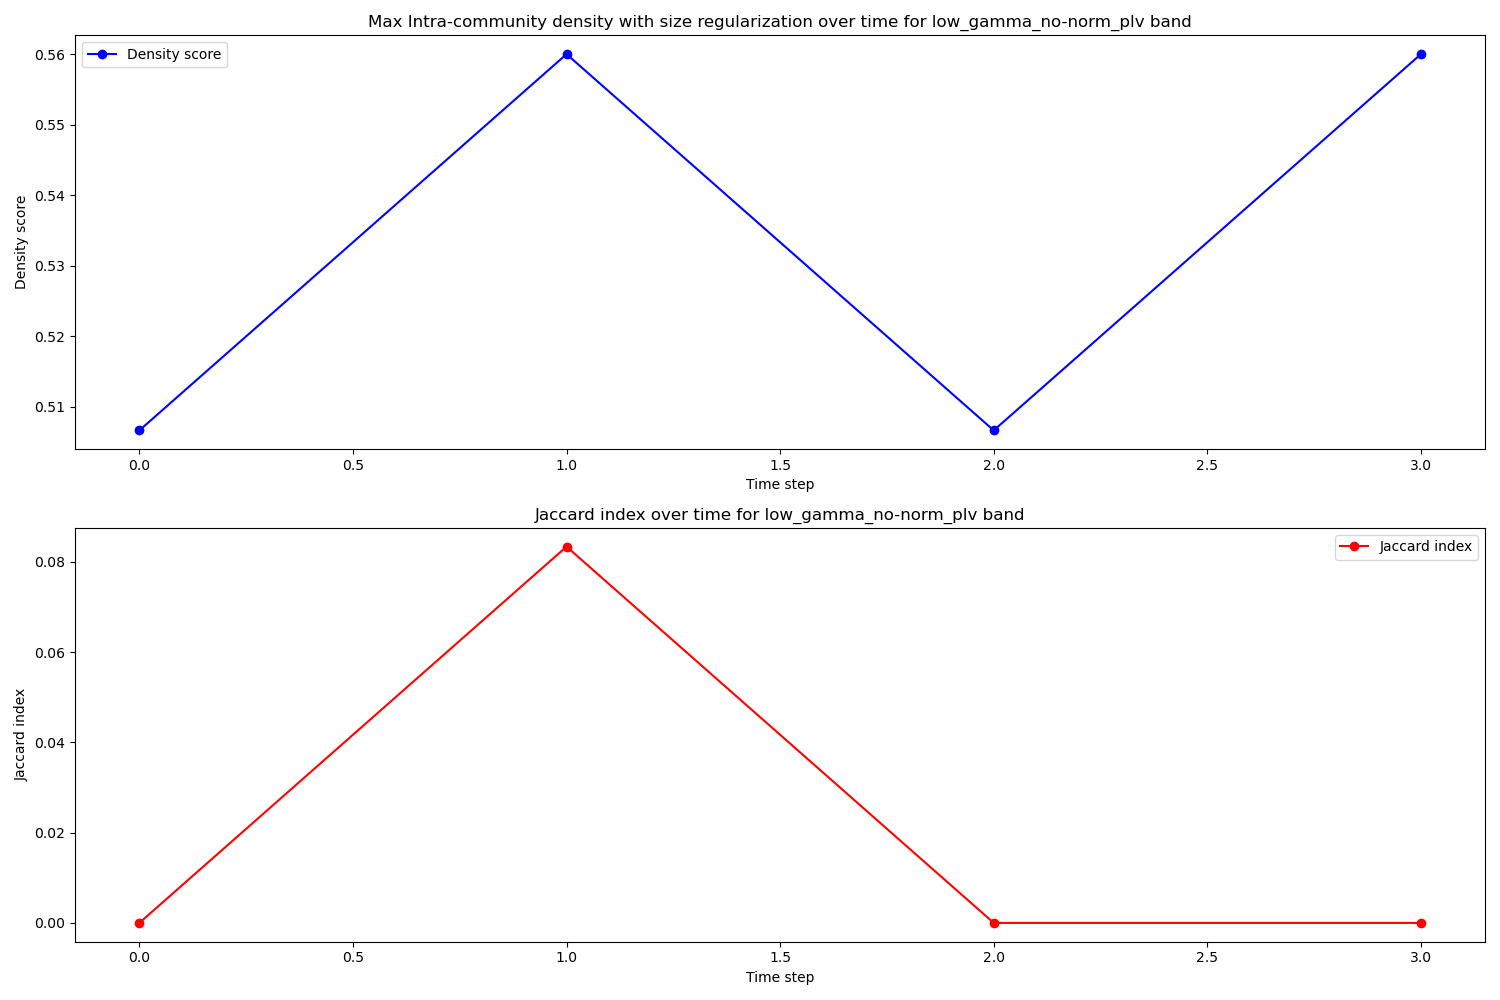 Max Intra-community density with size regularization over time for low_gamma_no-norm_plv band
Density score
0.56
0.55
0.54
0.53
0.52
0.51
Density score
0.0 0.5 1.0 1.5 2.0 2.5 3.0
Time step
Jaccard index over time for low_gamma_no-norm_plv band
Jaccard index
0.08
0.06
0.04
0.02
0.00
Jaccard index
0.0 0.5 1.0 1.5 2.0 2.5 3.0
Time step